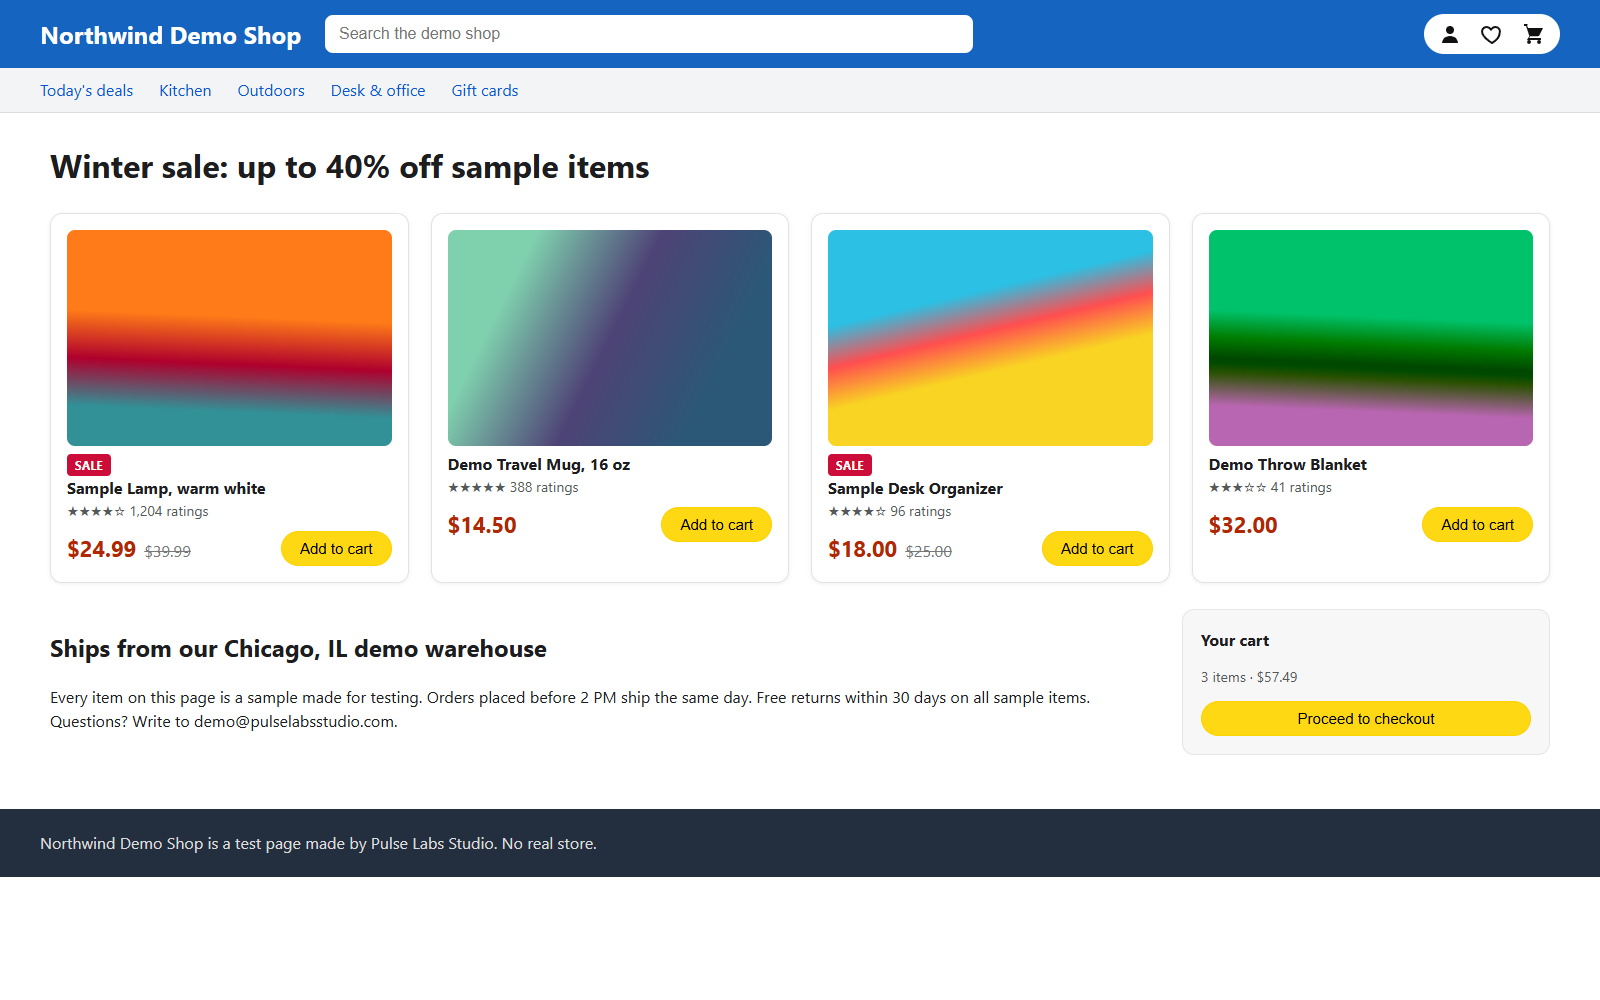 Northwind Demo Shop
Search the demo shop
Today's deals
Kitchen
Outdoors
Desk & office
Gift cards
Winter sale: up to 40% off sample items
SALE
Sample Lamp, warm white
★★★★☆ 1,204 ratings
$24.99 $39.99
Add to cart
Demo Travel Mug, 16 oz
★★★★★ 388 ratings
$14.50
Add to cart
SALE
Sample Desk Organizer
★★★★☆ 96 ratings
$18.00 $25.00
Add to cart
Demo Throw Blanket
★★★☆☆ 41 ratings
$32.00
Add to cart
Ships from our Chicago, IL demo warehouse
Every item on this page is a sample made for testing. Orders placed before 2 PM ship the same day. Free returns within 30 days on all sample items.
Questions? Write to demo@pulselabsstudio.com.
Your cart
3 items · $57.49
Proceed to checkout
Northwind Demo Shop is a test page made by Pulse Labs Studio. No real store.